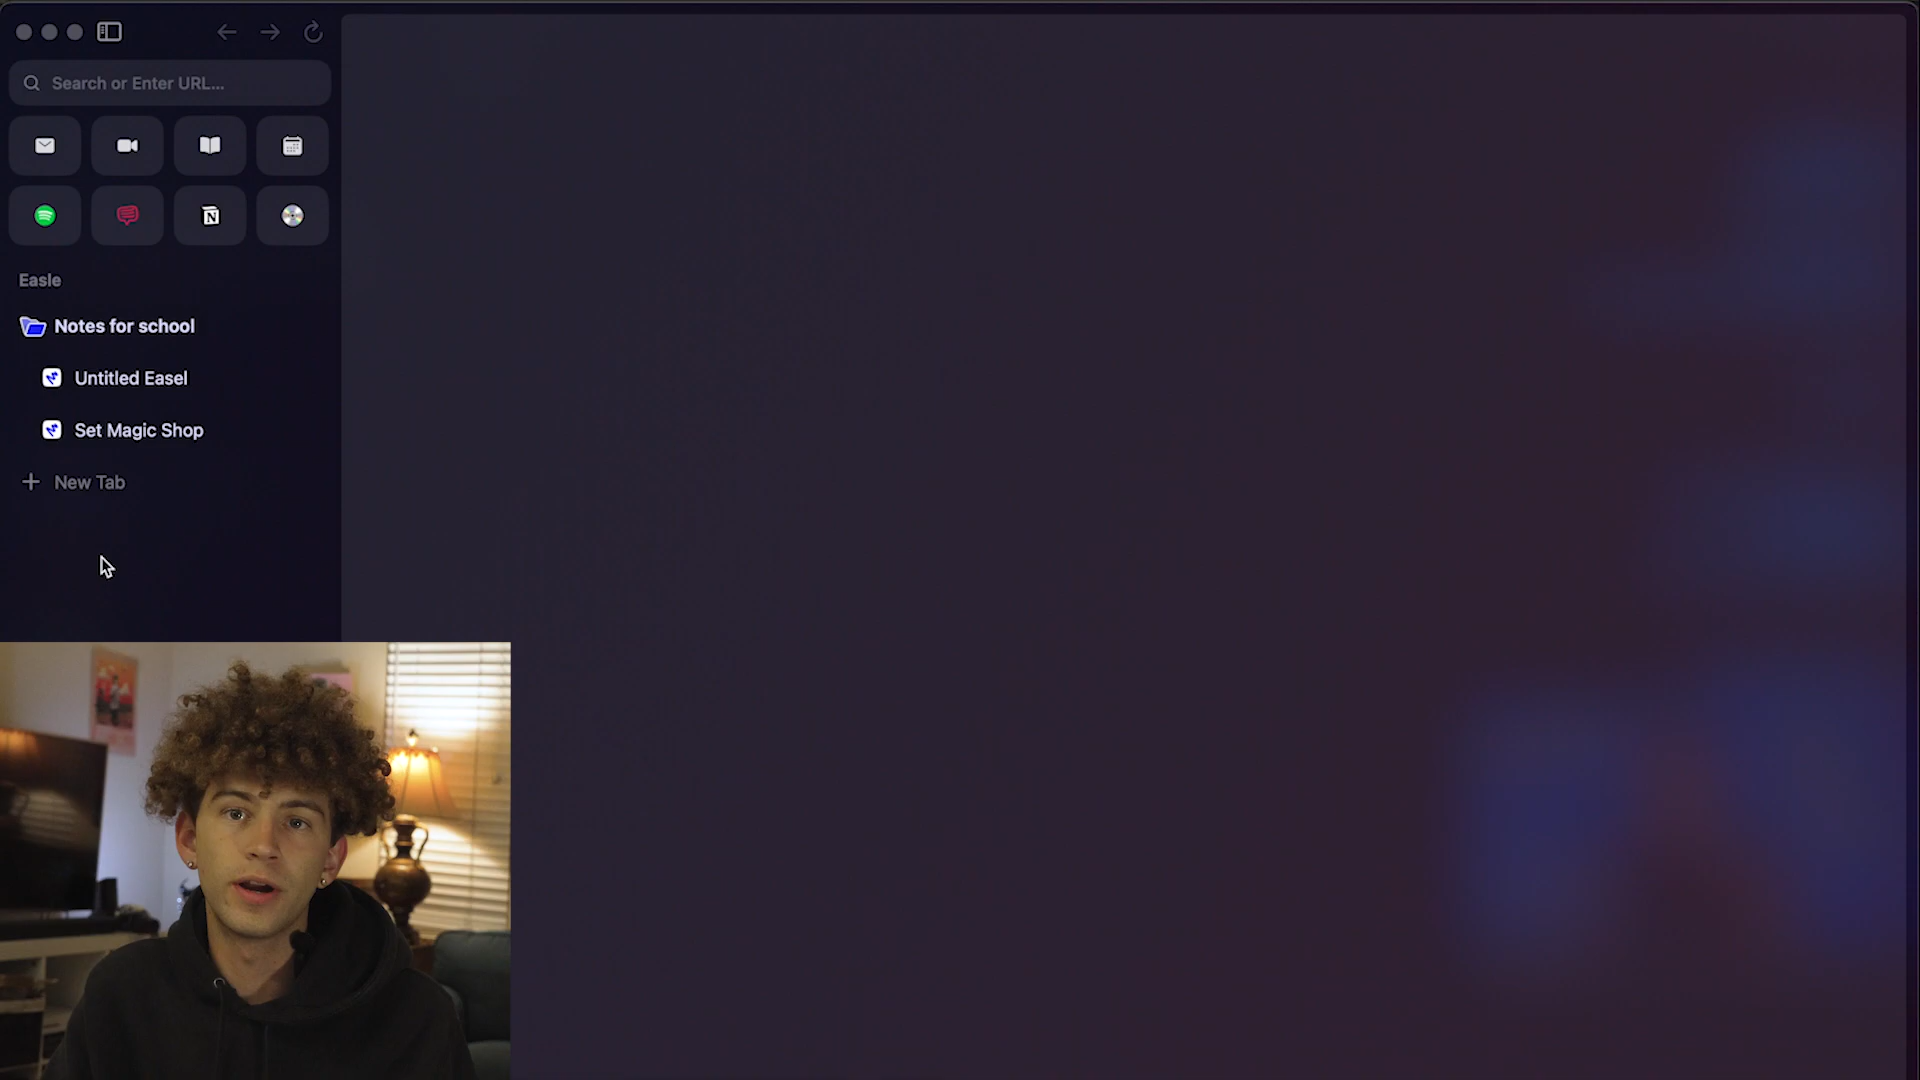 Search or Enter URL...
N
Easle
Notes for school
Untitled Easel
Set Magic Shop
New Tab